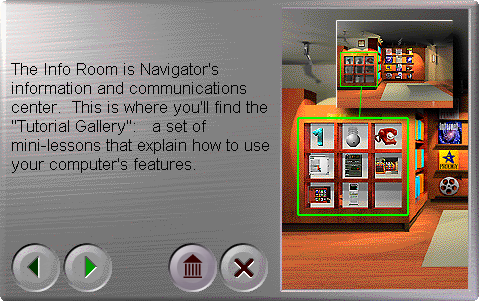 The Info Room is Navigator's
information and communications
center.  This is where you'll find the
"Tutorial Gallery":   a set of
mini-lessons that explain how to use
your computer's features.